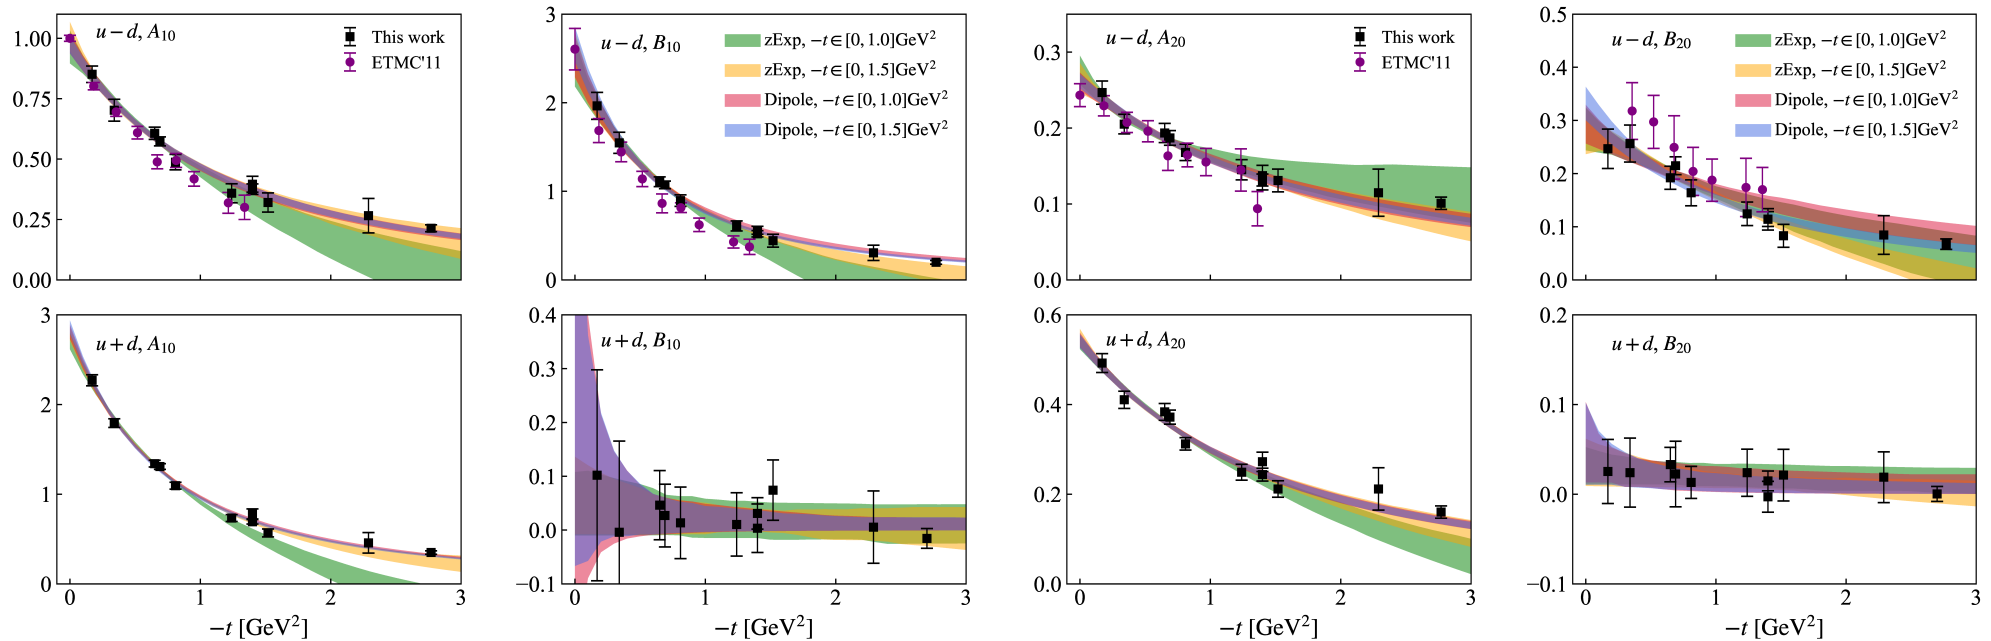 u − d, A10
This work
ETMC'11
1.00
0.75
0.50
0.25
0.00
u − d, B10
zExp, −t∈[0, 1.0]GeV²
zExp, −t∈[0, 1.5]GeV²
Dipole, −t∈[0, 1.0]GeV²
Dipole, −t∈[0, 1.5]GeV²
3
2
1
0
u − d, A20
This work
ETMC'11
0.3
0.2
0.1
0.0
u − d, B20
zExp, −t∈[0, 1.0]GeV²
zExp, −t∈[0, 1.5]GeV²
Dipole, −t∈[0, 1.0]GeV²
Dipole, −t∈[0, 1.5]GeV²
0.5
0.4
0.3
0.2
0.1
0.0
u + d, A10
3
2
1
0
0 1 2 3
−t [GeV²]
u + d, B10
0.4
0.3
0.2
0.1
0.0
−0.1
0 1 2 3
−t [GeV²]
u + d, A20
0.6
0.4
0.2
0.0
0 1 2 3
−t [GeV²]
u + d, B20
0.2
0.1
0.0
−0.1
0 1 2 3
−t [GeV²]